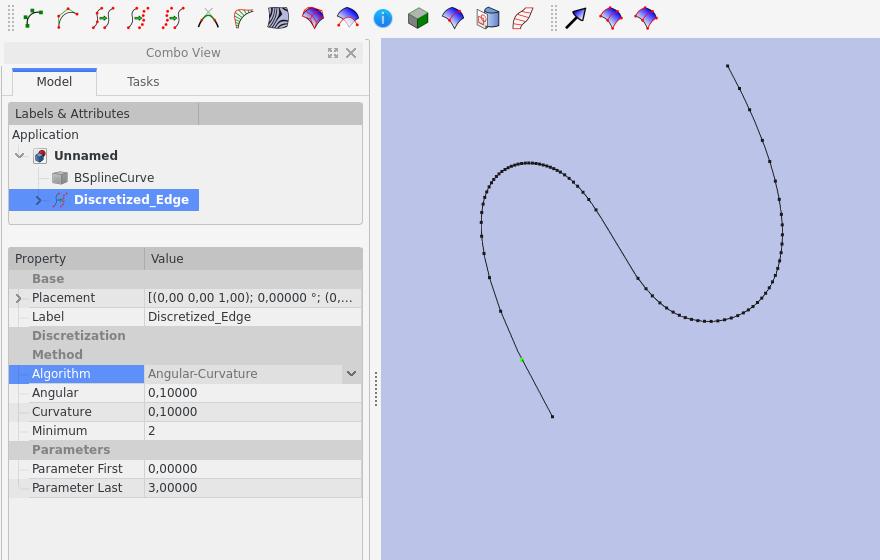 Combo View
Model Tasks
Labels & Attributes
Application
Unnamed
BSplineCurve
Discretized_Edge
Property Value
Base
Placement [(0,00 0,00 1,00); 0,00000 °; (0,...
Label Discretized_Edge
Discretization
Method
Algorithm Angular-Curvature
Angular 0,10000
Curvature 0,10000
Minimum 2
Parameters
Parameter First 0,00000
Parameter Last 3,00000